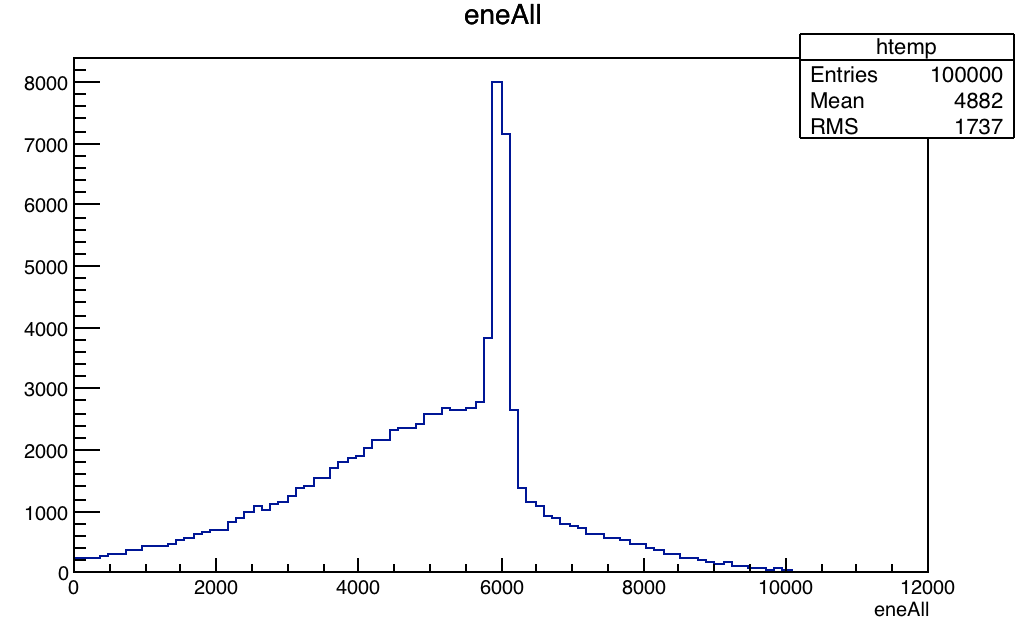 eneAll
htemp
Entries 100000
Mean 4882
RMS 1737
8000
7000
6000
5000
4000
3000
2000
1000
0
0 2000 4000 6000 8000 10000 12000
eneAll